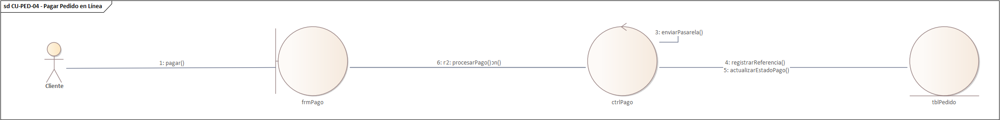 sd CU-PED-04 - Pagar Pedido en Línea
3: enviarPasarela()
1: pagar()
6: r2: procesarPago()on()
4: registrarReferencia()
5: actualizarEstadoPago()
Cliente
frmPago
ctrlPago
tblPedido